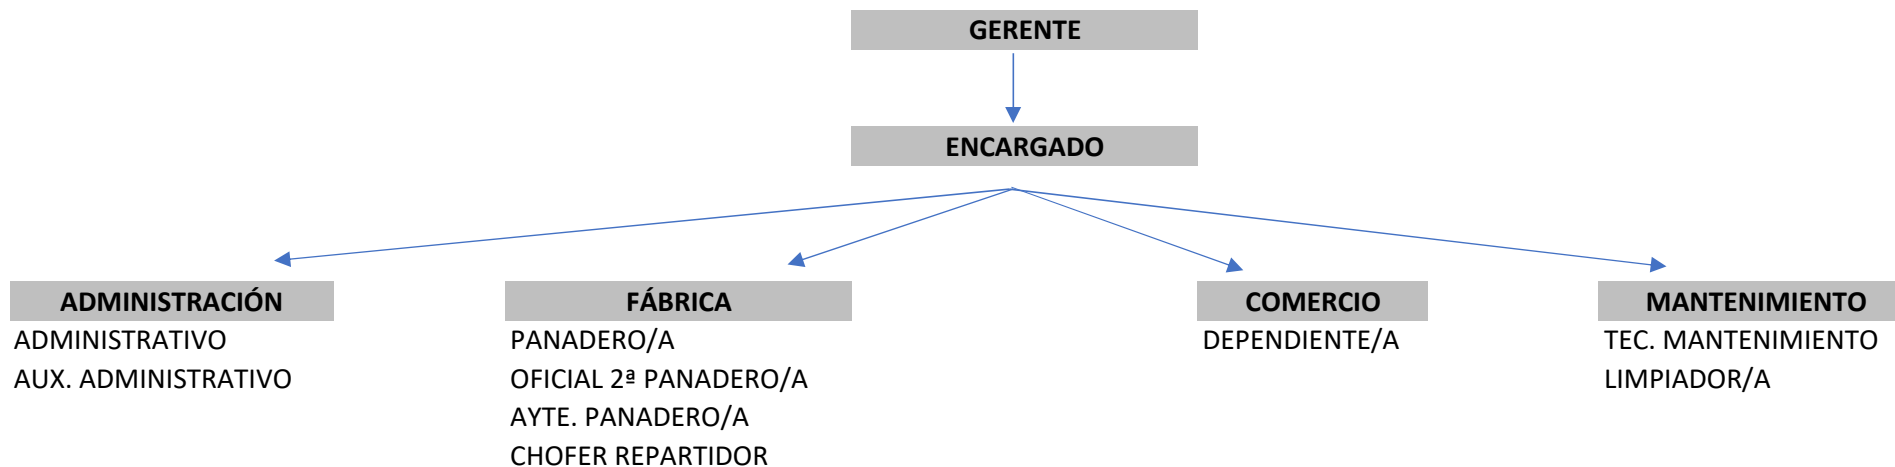 GERENTE
ENCARGADO
ADMINISTRACIÓN
ADMINISTRATIVO
AUX. ADMINISTRATIVO
FÁBRICA
PANADERO/A
OFICIAL 2ª PANADERO/A
AYTE. PANADERO/A
CHOFER REPARTIDOR
COMERCIO
DEPENDIENTE/A
MANTENIMIENTO
TEC. MANTENIMIENTO
LIMPIADOR/A